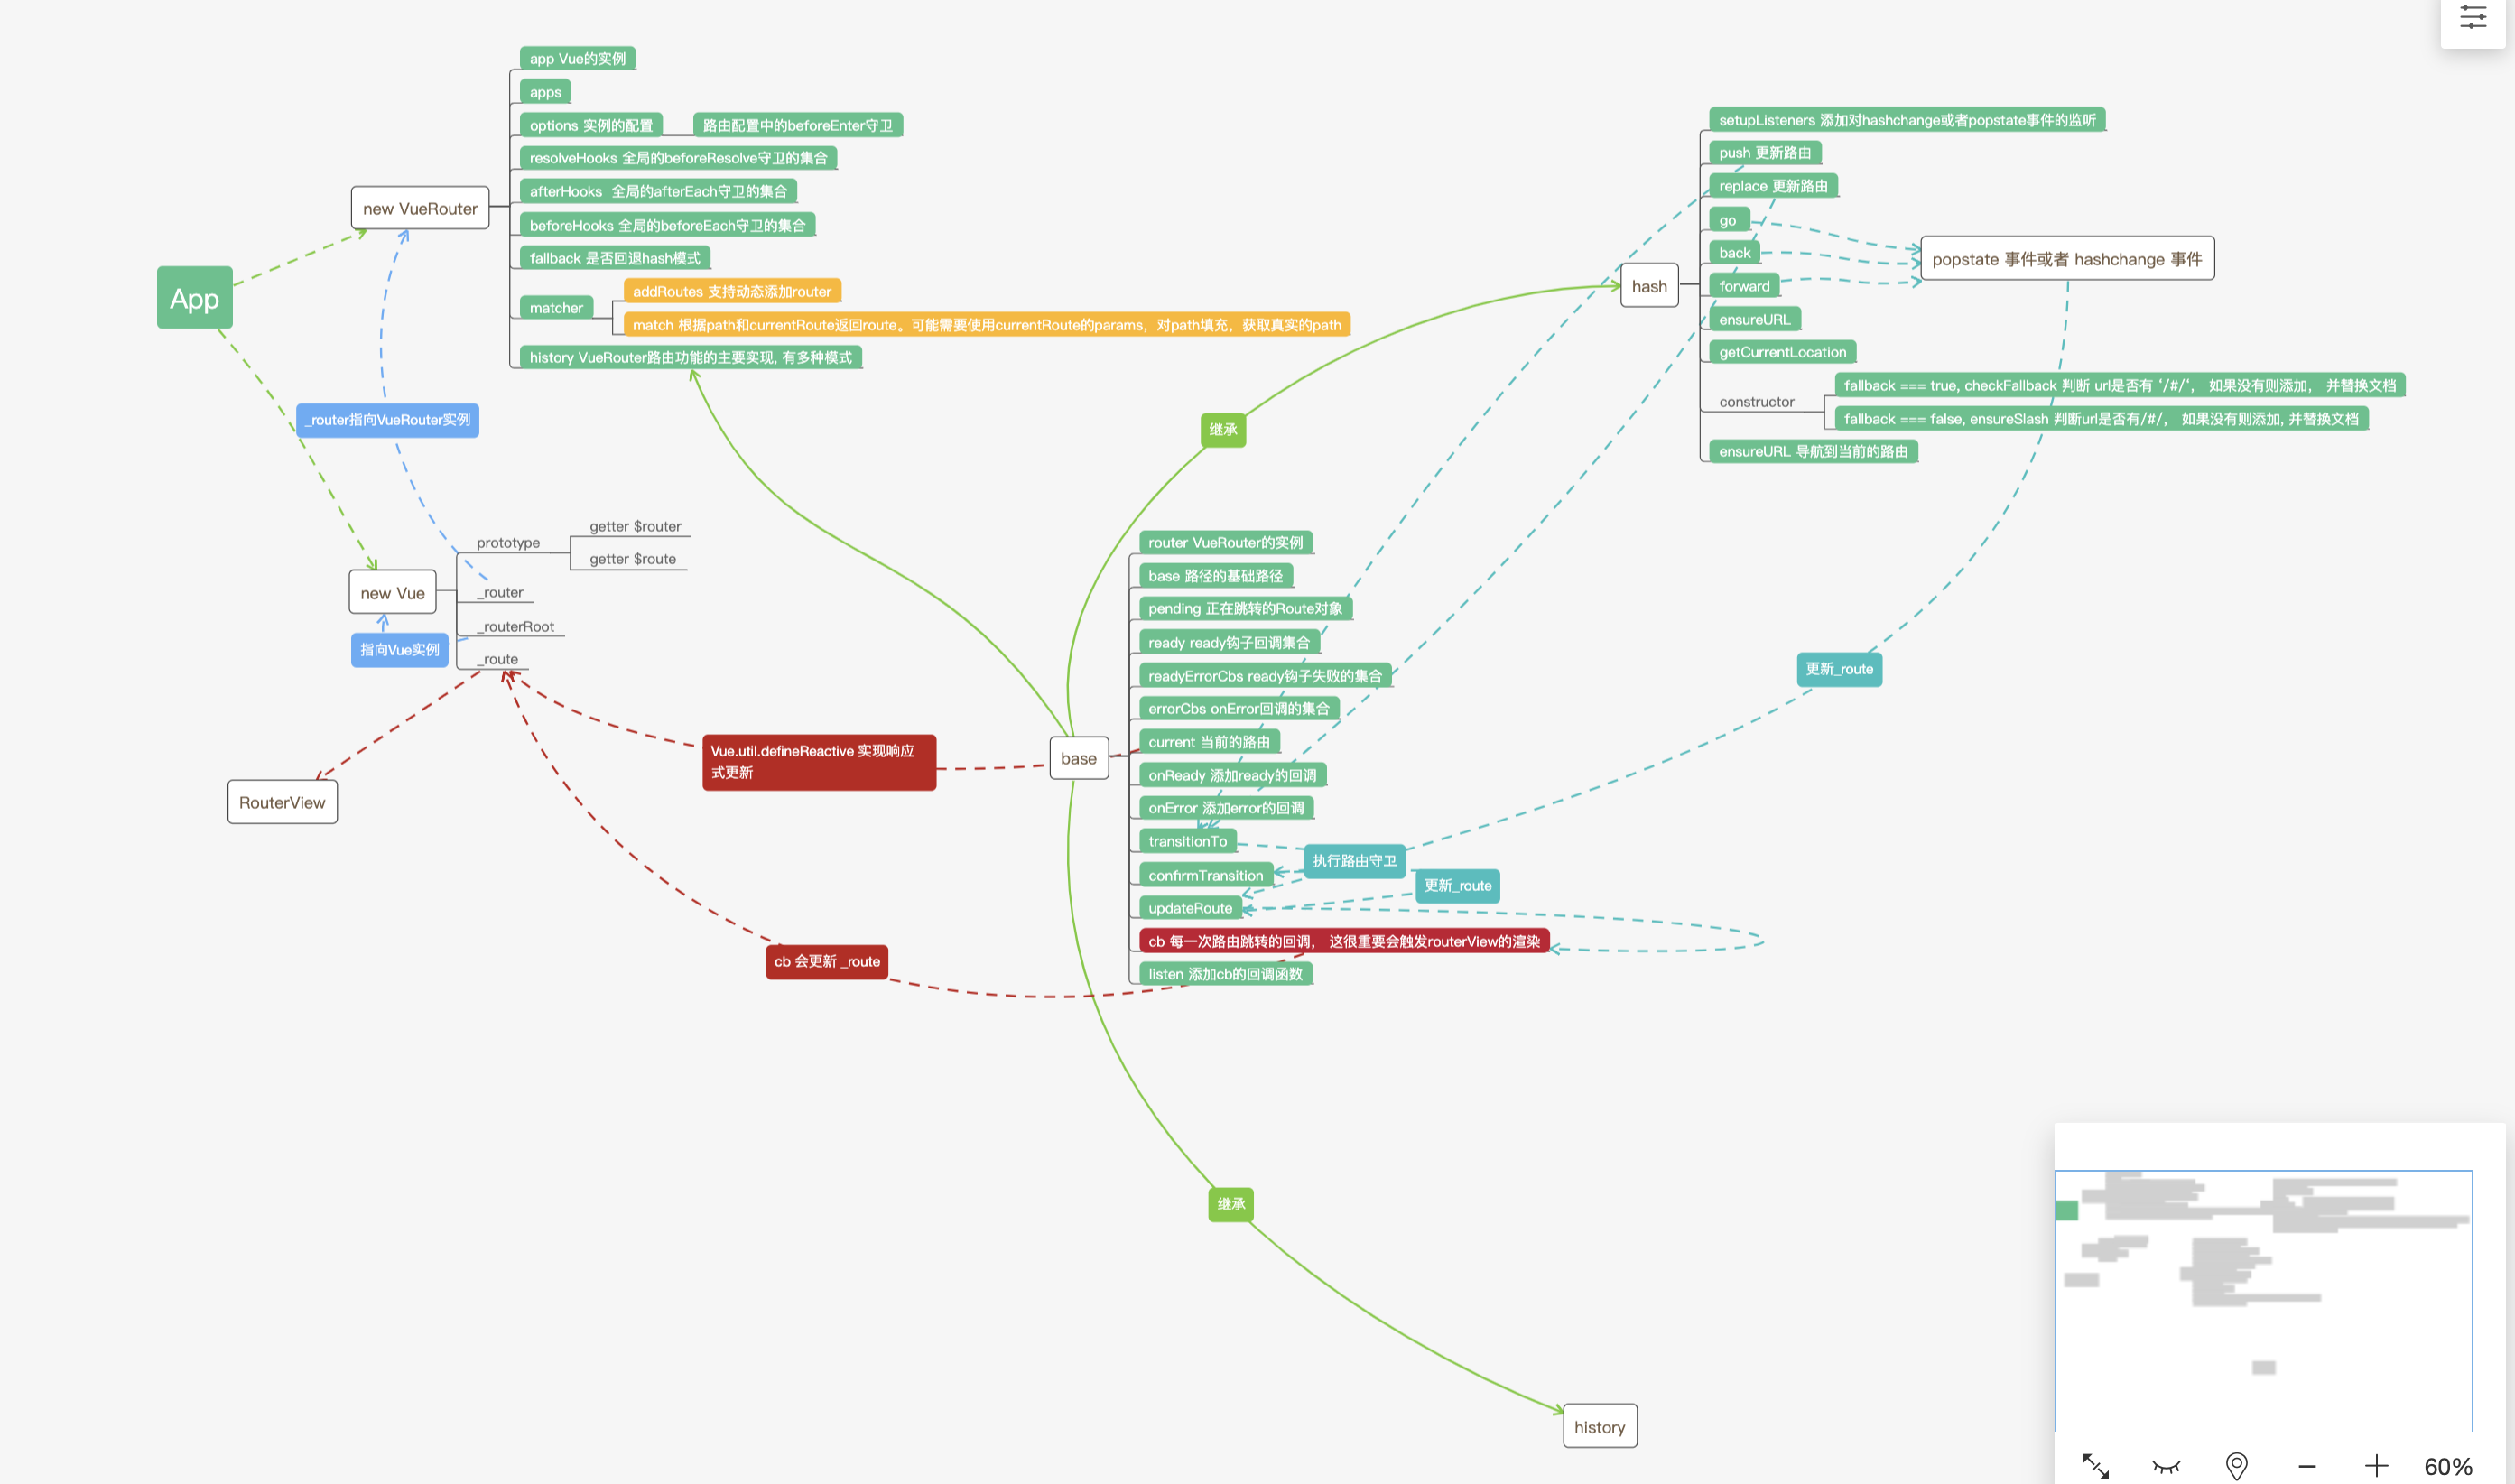 App
new VueRouter
app Vue的实例
apps
options 实例的配置
路由配置中的beforeEnter守卫
resolveHooks 全局的beforeResolve守卫的集合
afterHooks 全局的afterEach守卫的集合
beforeHooks 全局的beforeEach守卫的集合
fallback 是否回退hash模式
matcher
addRoutes 支持动态添加router
match 根据path和currentRoute返回route。可能需要使用currentRoute的params，对path填充，获取真实的path
history VueRouter路由功能的主要实现, 有多种模式
_router指向VueRouter实例
new Vue
prototype
getter $router
getter $route
_router
_routerRoot
_route
指向Vue实例
RouterView
Vue.util.defineReactive 实现响应
式更新
cb 会更新 _route
继承
base
router VueRouter的实例
base 路径的基础路径
pending 正在跳转的Route对象
ready ready钩子回调集合
readyErrorCbs ready钩子失败的集合
errorCbs onError回调的集合
current 当前的路由
onReady 添加ready的回调
onError 添加error的回调
transitionTo
confirmTransition
updateRoute
cb 每一次路由跳转的回调， 这很重要会触发routerView的渲染
listen 添加cb的回调函数
执行路由守卫
更新_route
更新_route
hash
setupListeners 添加对hashchange或者popstate事件的监听
push 更新路由
replace 更新路由
go
back
forward
ensureURL
getCurrentLocation
constructor
fallback === true, checkFallback 判断 url是否有 ‘/#/‘， 如果没有则添加， 并替换文档
fallback === false, ensureSlash 判断url是否有/#/， 如果没有则添加, 并替换文档
ensureURL 导航到当前的路由
popstate 事件或者 hashchange 事件
继承
history
60%